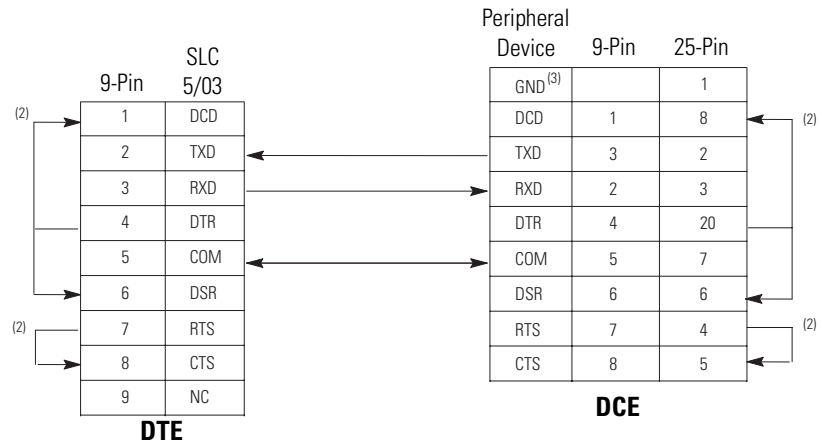 9-Pin SLC 5/03
1 DCD
2 TXD
3 RXD
4 DTR
5 COM
6 DSR
7 RTS
8 CTS
9 NC
(2)
(2)
DTE
Peripheral Device 9-Pin 25-Pin
GND(3) 1
DCD 1 8
TXD 3 2
RXD 2 3
DTR 4 20
COM 5 7
DSR 6 6
RTS 7 4
CTS 8 5
(2)
(2)
DCE